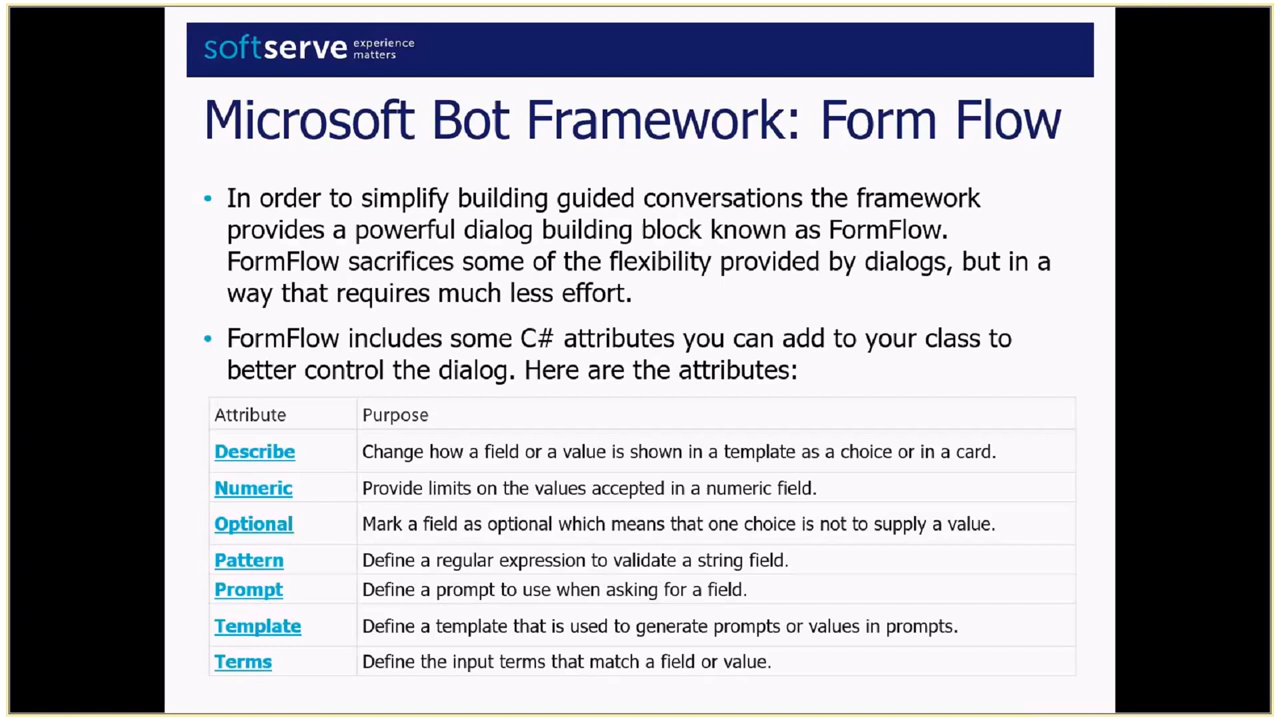 softserve experience matters
Microsoft Bot Framework: Form Flow
• In order to simplify building guided conversations the framework
provides a powerful dialog building block known as FormFlow.
FormFlow sacrifices some of the flexibility provided by dialogs, but in a
way that requires much less effort.
• FormFlow includes some C# attributes you can add to your class to
better control the dialog. Here are the attributes:
Attribute Purpose
Describe Change how a field or a value is shown in a template as a choice or in a card.
Numeric Provide limits on the values accepted in a numeric field.
Optional Mark a field as optional which means that one choice is not to supply a value.
Pattern Define a regular expression to validate a string field.
Prompt Define a prompt to use when asking for a field.
Template Define a template that is used to generate prompts or values in prompts.
Terms Define the input terms that match a field or value.